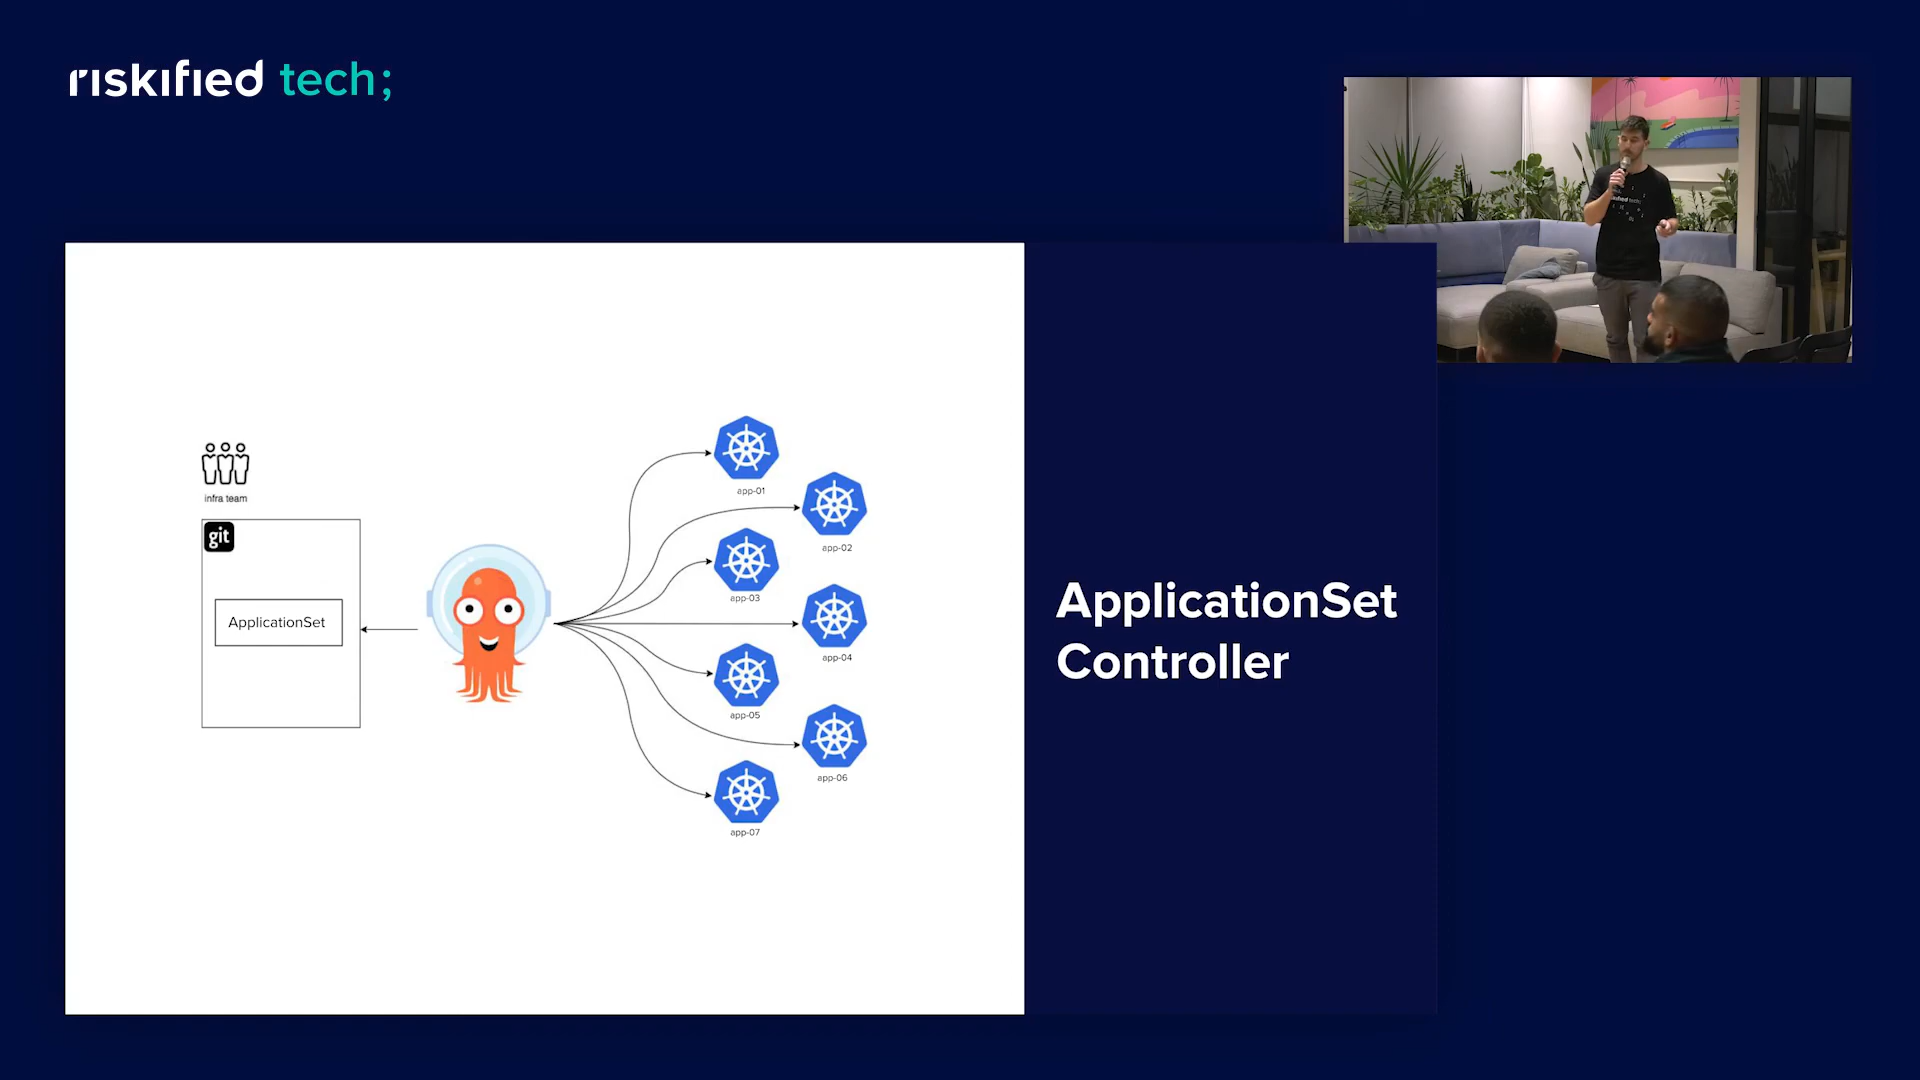 riskified tech;
infra team
git
ApplicationSet
app-01
app-02
app-03
app-04
app-05
app-06
app-07
ApplicationSet
Controller